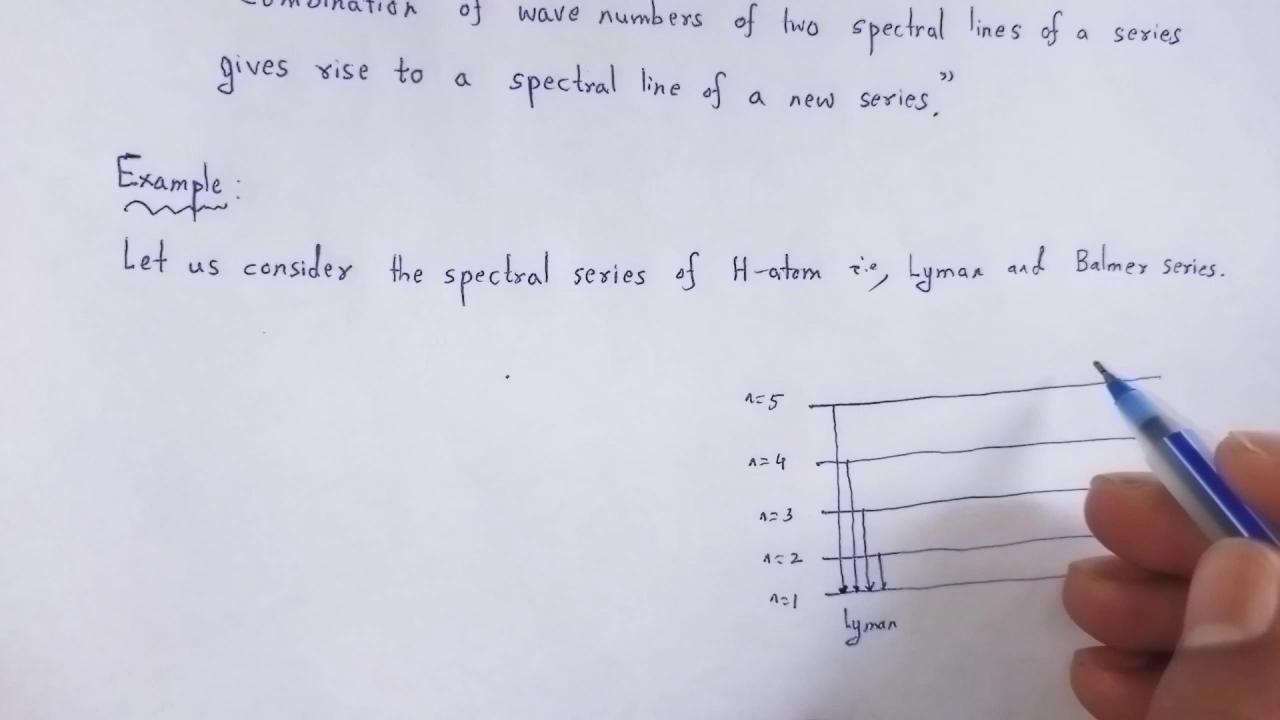 Combination of wave numbers of two spectral lines of a series
gives rise to a spectral line of a new series.”
Example:
Let us consider the spectral series of H-atom i.e, Lyman and Balmer series.
n=5
n=4
n=3
n=2
n=1
Lyman